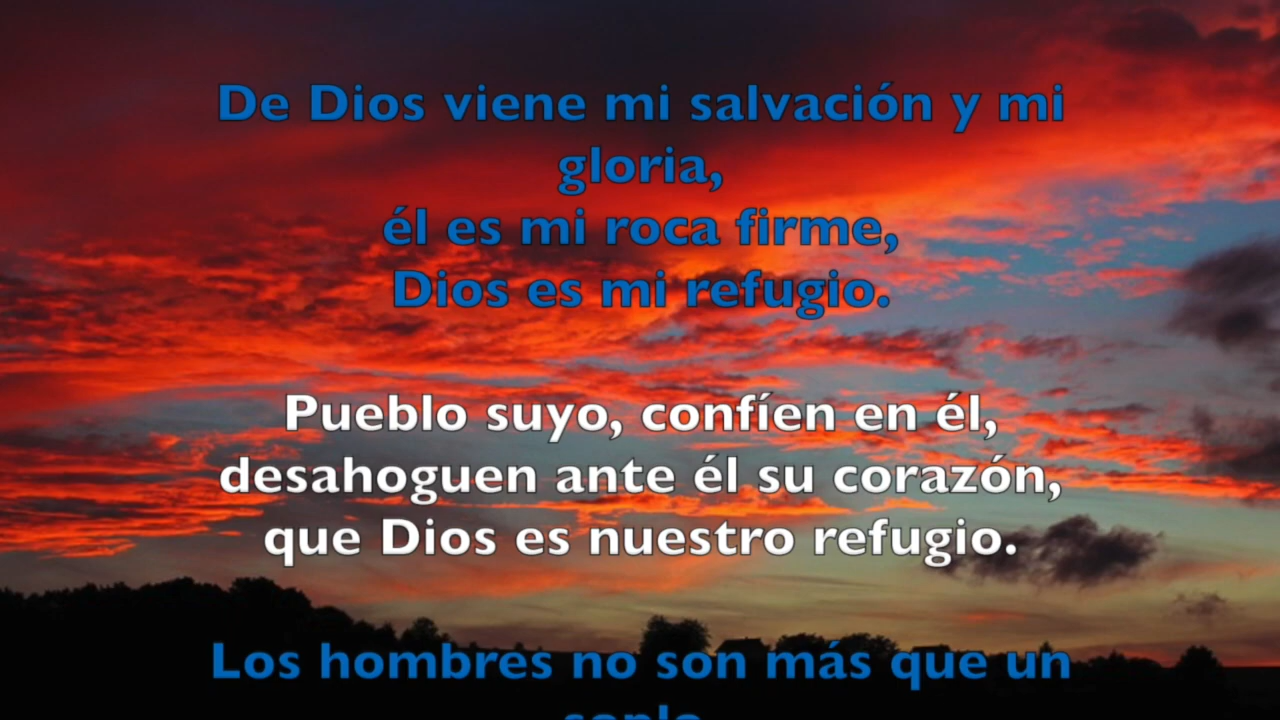 De Dios viene mi salvación y mi
gloria,
él es mi roca firme,
Dios es mi refugio.
Pueblo suyo, confíen en él,
desahoguen ante él su corazón,
que Dios es nuestro refugio.
Los hombres no son más que un